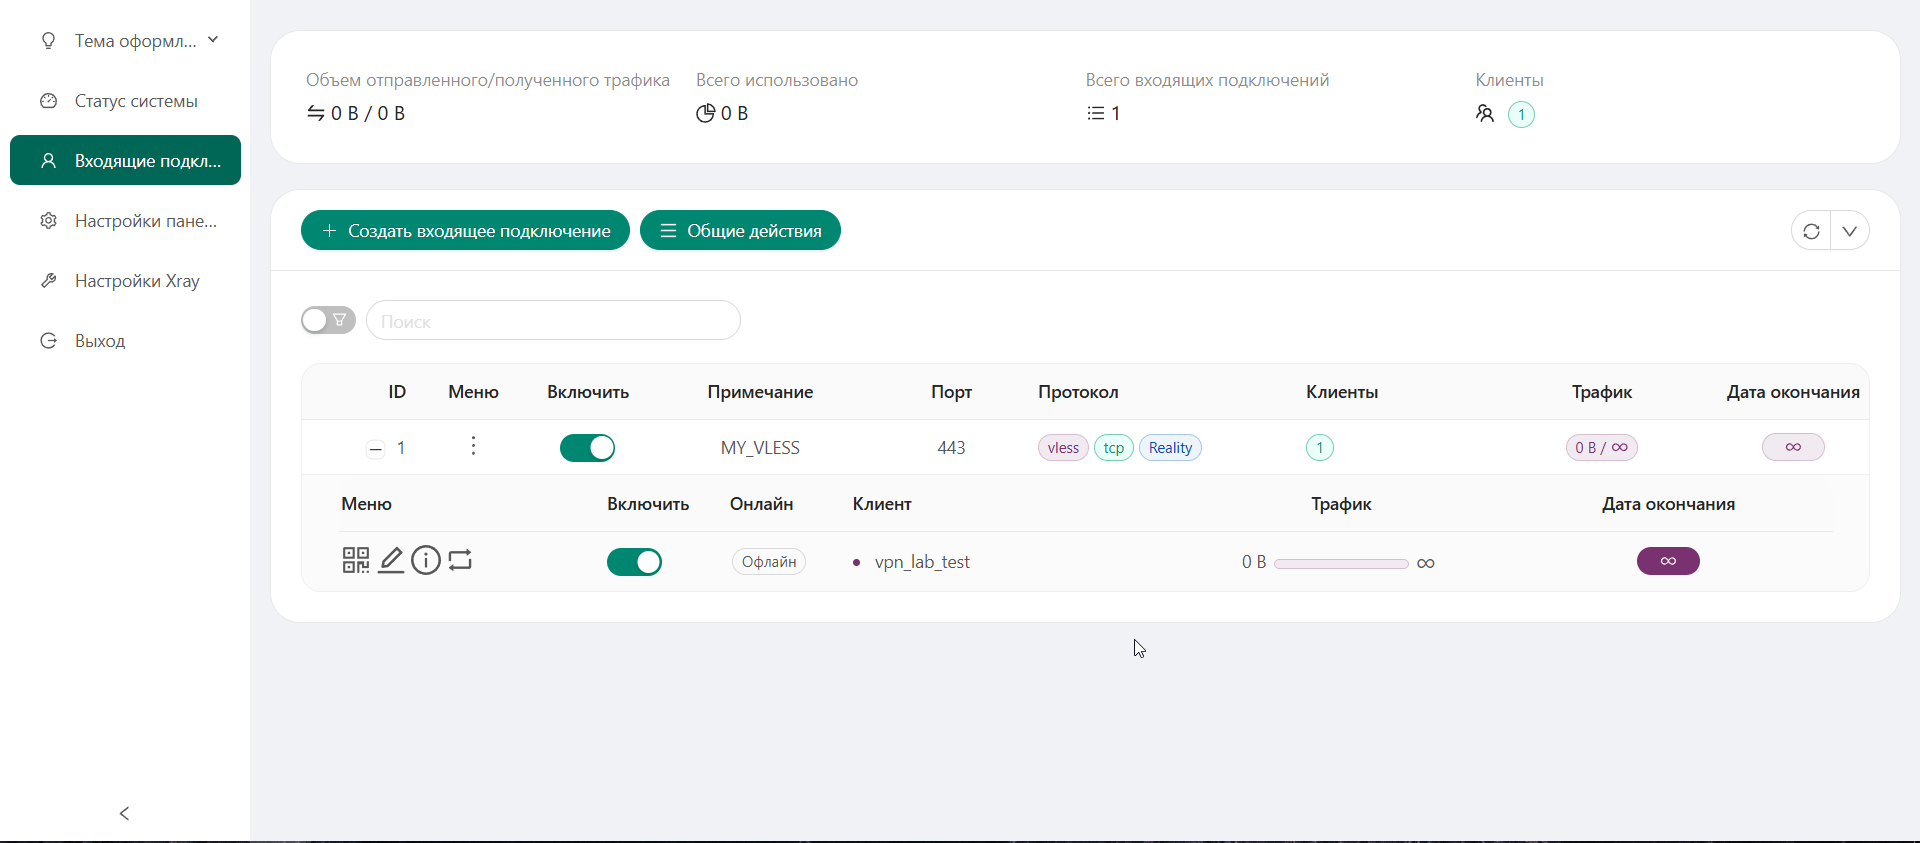 Тема оформл...
Статус системы
Входящие подкл...
Настройки пане...
Настройки Xray
Выход
Объем отправленного/полученного трафика
0 B / 0 B
Всего использовано
0 B
Всего входящих подключений
1
Клиенты
1
Создать входящее подключение
Общие действия
Поиск
ID Меню Включить Примечание Порт Протокол Клиенты Трафик Дата окончания
1 MY_VLESS 443 vless tcp Reality 1 0 B / ∞ ∞
Меню Включить Онлайн Клиент Трафик Дата окончания
Офлайн vpn_lab_test 0 B ∞ ∞